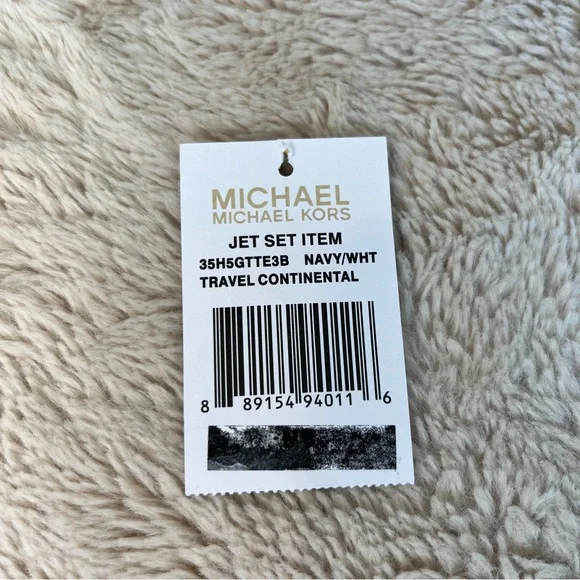 MICHAEL
MICHAEL KORS
JET SET ITEM
35H5GTTE3B NAVY/WHT
TRAVEL CONTINENTAL
8 89154 94011 6